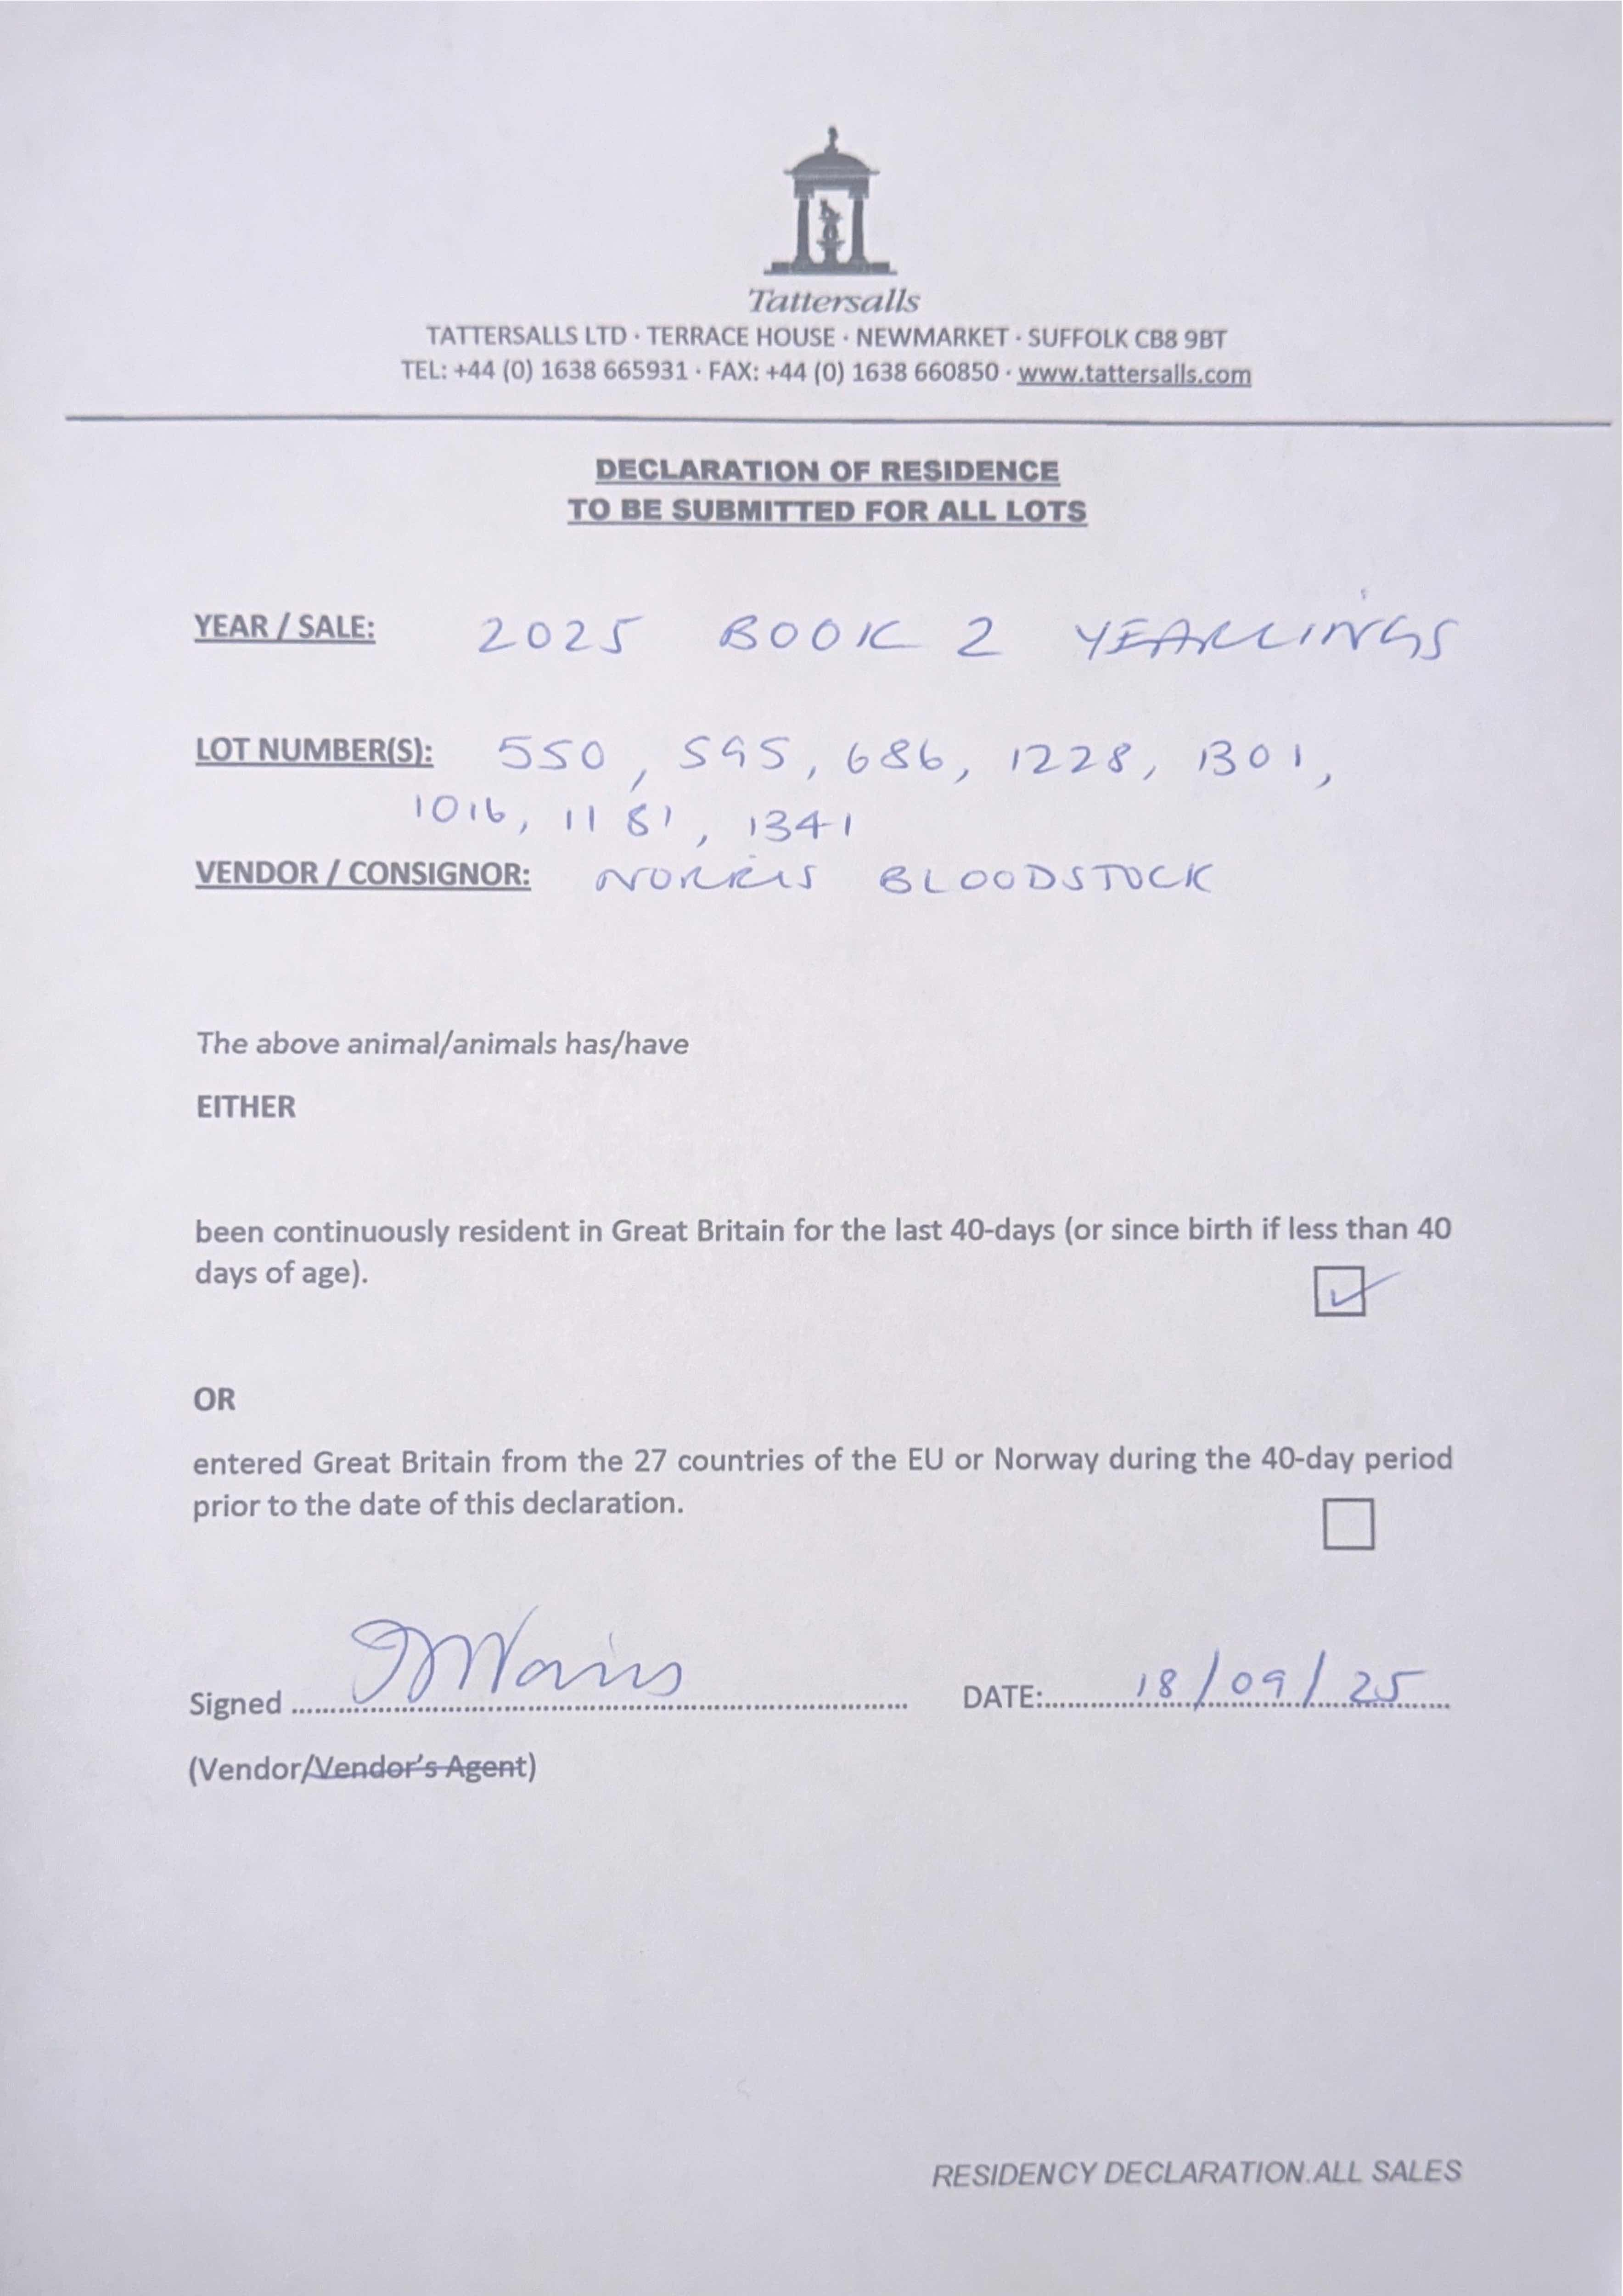 Tattersalls
TATTERSALLS LTD · TERRACE HOUSE · NEWMARKET · SUFFOLK CB8 9BT
TEL: +44 (0) 1638 665931 · FAX: +44 (0) 1638 660850 · www.tattersalls.com
DECLARATION OF RESIDENCE
TO BE SUBMITTED FOR ALL LOTS
YEAR / SALE: 2025 BOOK 2 YEARLINGS
LOT NUMBER(S): 550, 595, 686, 1228, 1301,
1016, 1181, 1341
VENDOR / CONSIGNOR: NORRIS BLOODSTOCK
The above animal/animals has/have
EITHER
been continuously resident in Great Britain for the last 40-days (or since birth if less than 40
days of age).
OR
entered Great Britain from the 27 countries of the EU or Norway during the 40-day period
prior to the date of this declaration.
Signed DATE: 18/09/25
(Vendor/Vendor's Agent)
RESIDENCY DECLARATION.ALL SALES